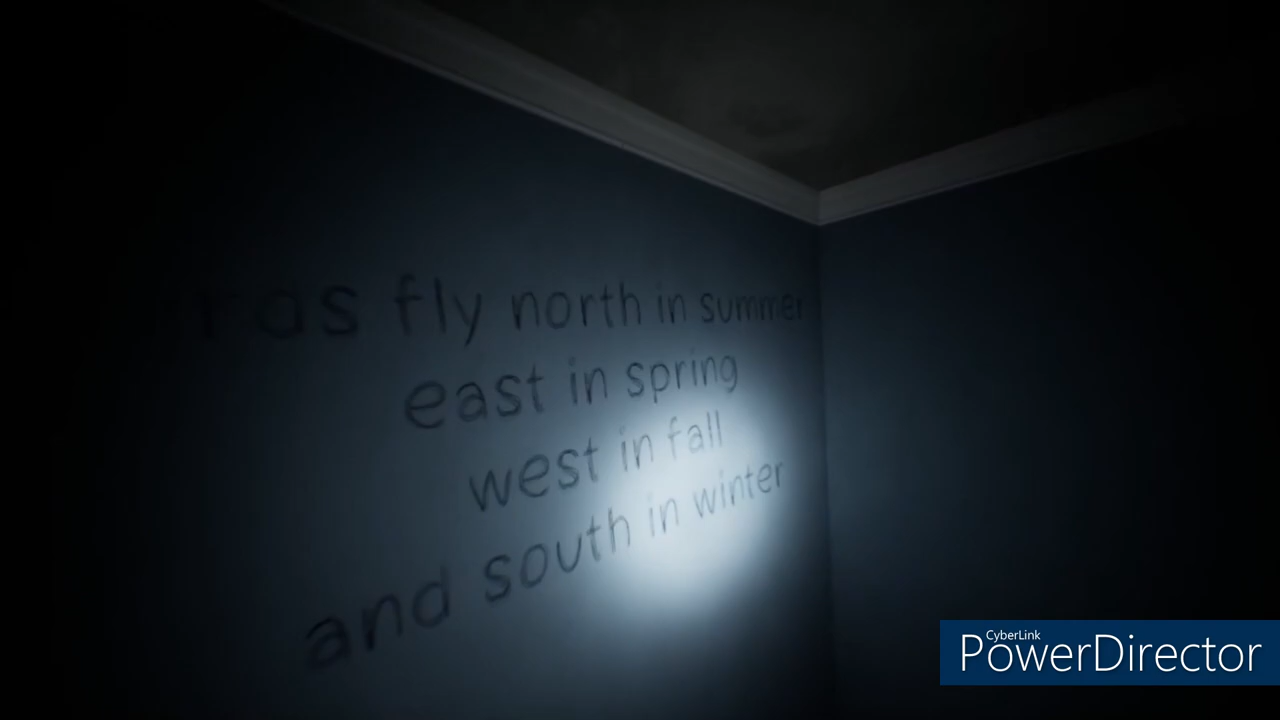 fly north in summer
east in spring
west in fall
and south in winter
CyberLink
PowerDirector